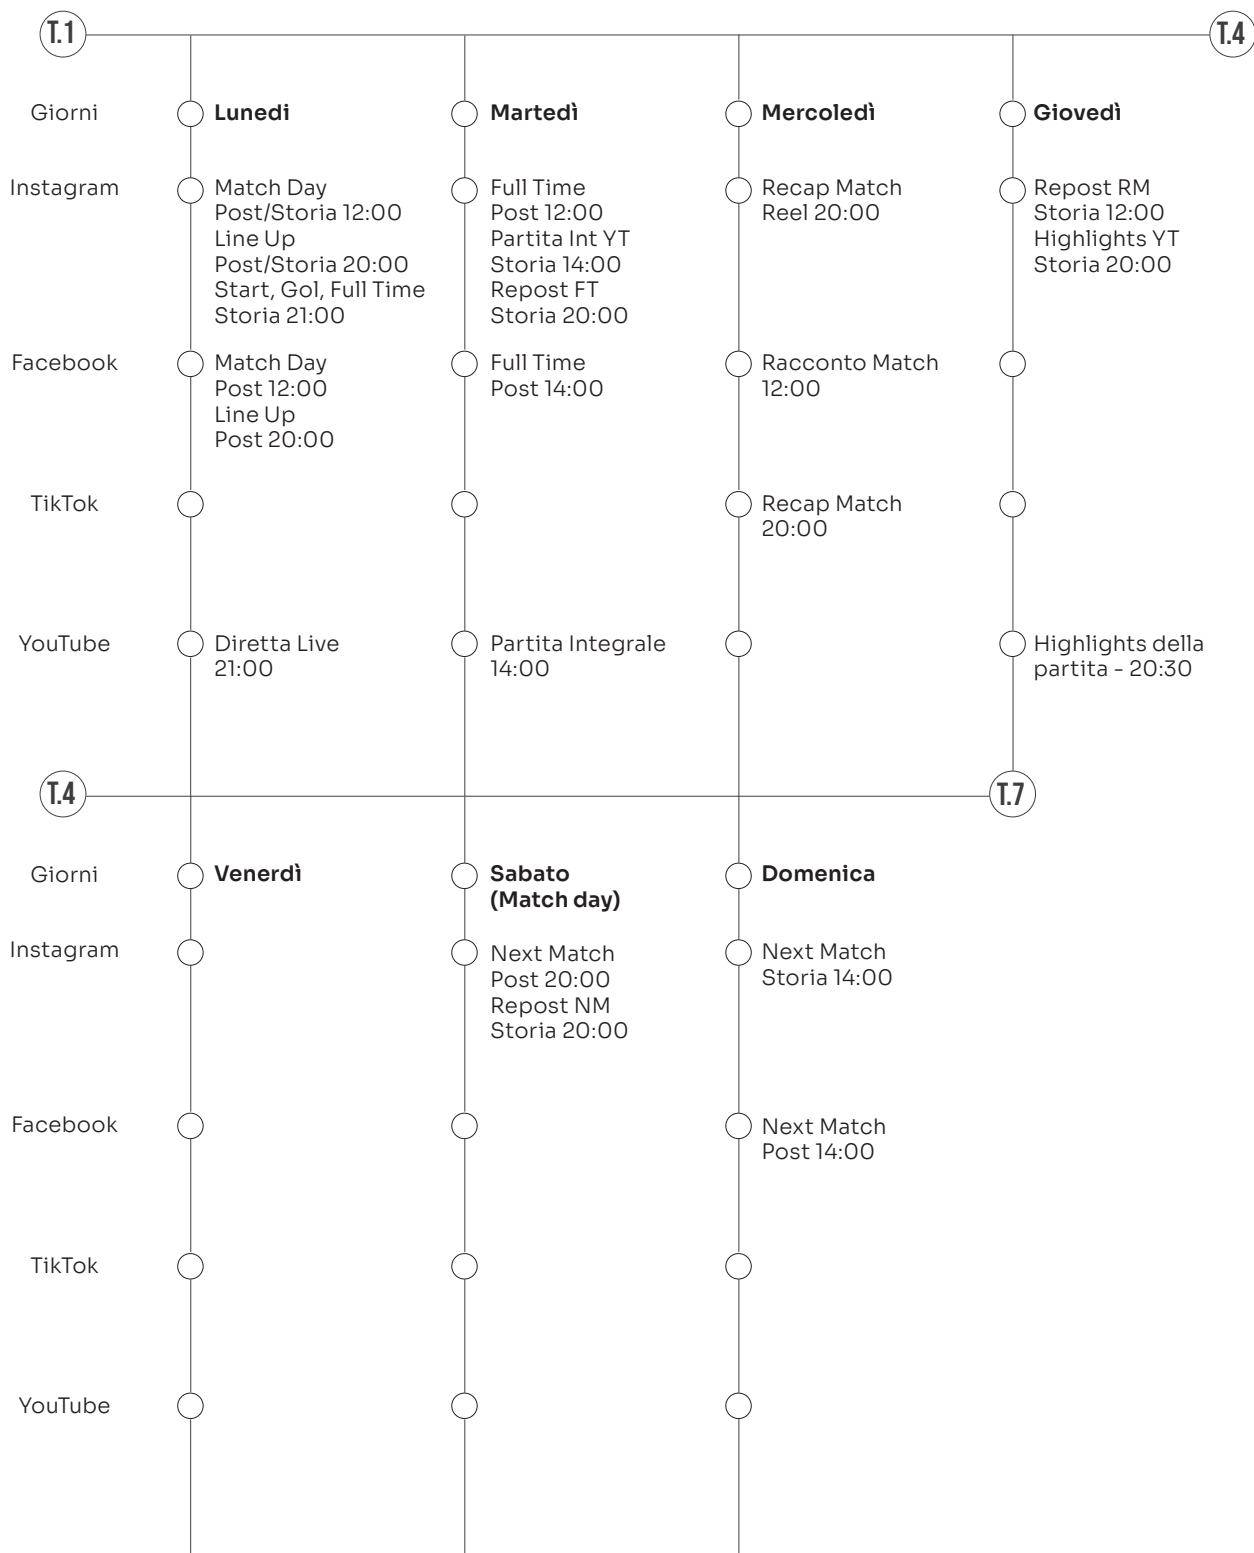 T.1
T.4
Giorni
Lunedi
Martedì
Mercoledì
Giovedì
Instagram
Match Day
Post/Storia 12:00
Line Up
Post/Storia 20:00
Start, Gol, Full Time
Storia 21:00
Full Time
Post 12:00
Partita Int YT
Storia 14:00
Repost FT
Storia 20:00
Recap Match
Reel 20:00
Repost RM
Storia 12:00
Highlights YT
Storia 20:00
Facebook
Match Day
Post 12:00
Line Up
Post 20:00
Full Time
Post 14:00
Racconto Match
12:00
TikTok
Recap Match
20:00
YouTube
Diretta Live
21:00
Partita Integrale
14:00
Highlights della
partita - 20:30
T.4
T.7
Giorni
Venerdì
Sabato
(Match day)
Domenica
Instagram
Next Match
Post 20:00
Repost NM
Storia 20:00
Next Match
Storia 14:00
Facebook
Next Match
Post 14:00
TikTok
YouTube